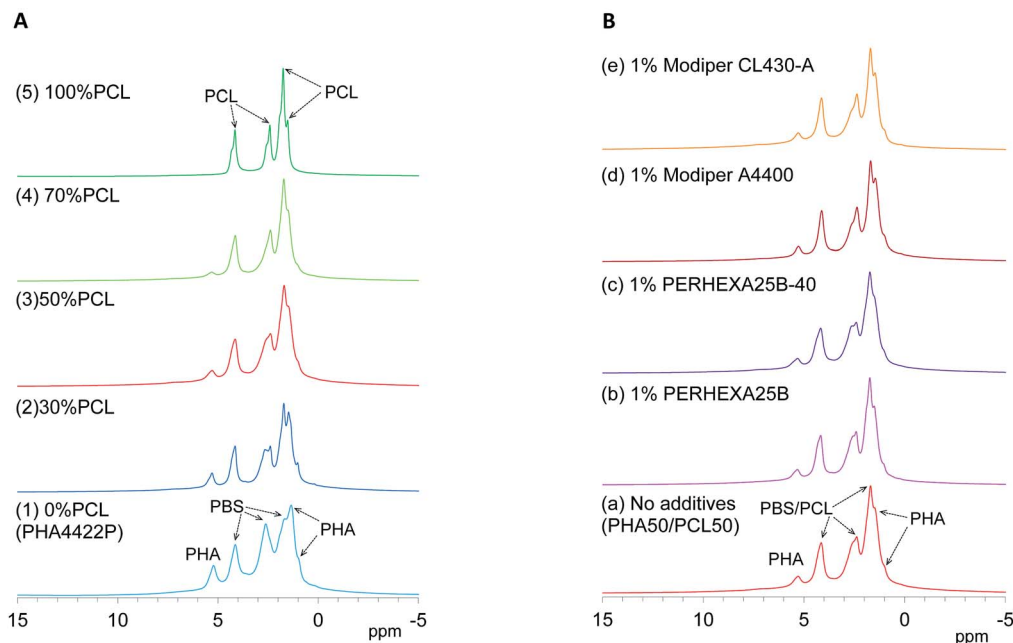 A
(5) 100%PCL
PCL
PCL
(4) 70%PCL
(3)50%PCL
(2)30%PCL
(1) 0%PCL
(PHA4422P)
PBS
PHA
PHA
15
10
5
0
-5
ppm
B
(e) 1% Modiper CL430-A
(d) 1% Modiper A4400
(c) 1% PERHEXA25B-40
(b) 1% PERHEXA25B
(a) No additives
(PHA50/PCL50)
PBS/PCL
PHA
PHA
15
10
5
0
-5
ppm